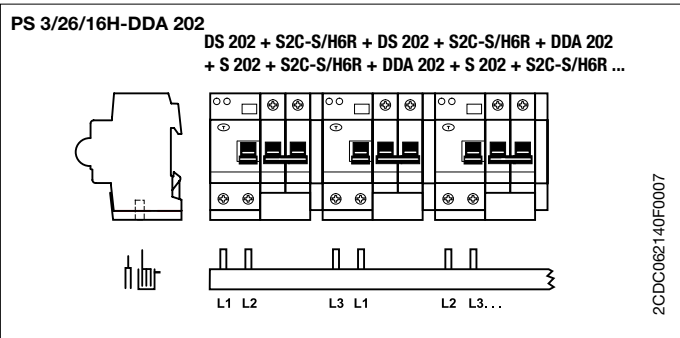 PS 3/26/16H-DDA 202
DS 202 + S2C-S/H6R + DS 202 + S2C-S/H6R + DDA 202
+ S 202 + S2C-S/H6R + DDA 202 + S 202 + S2C-S/H6R ...
T T T
L1 L2 L3 L1 L2 L3...
2CDC062140F0007